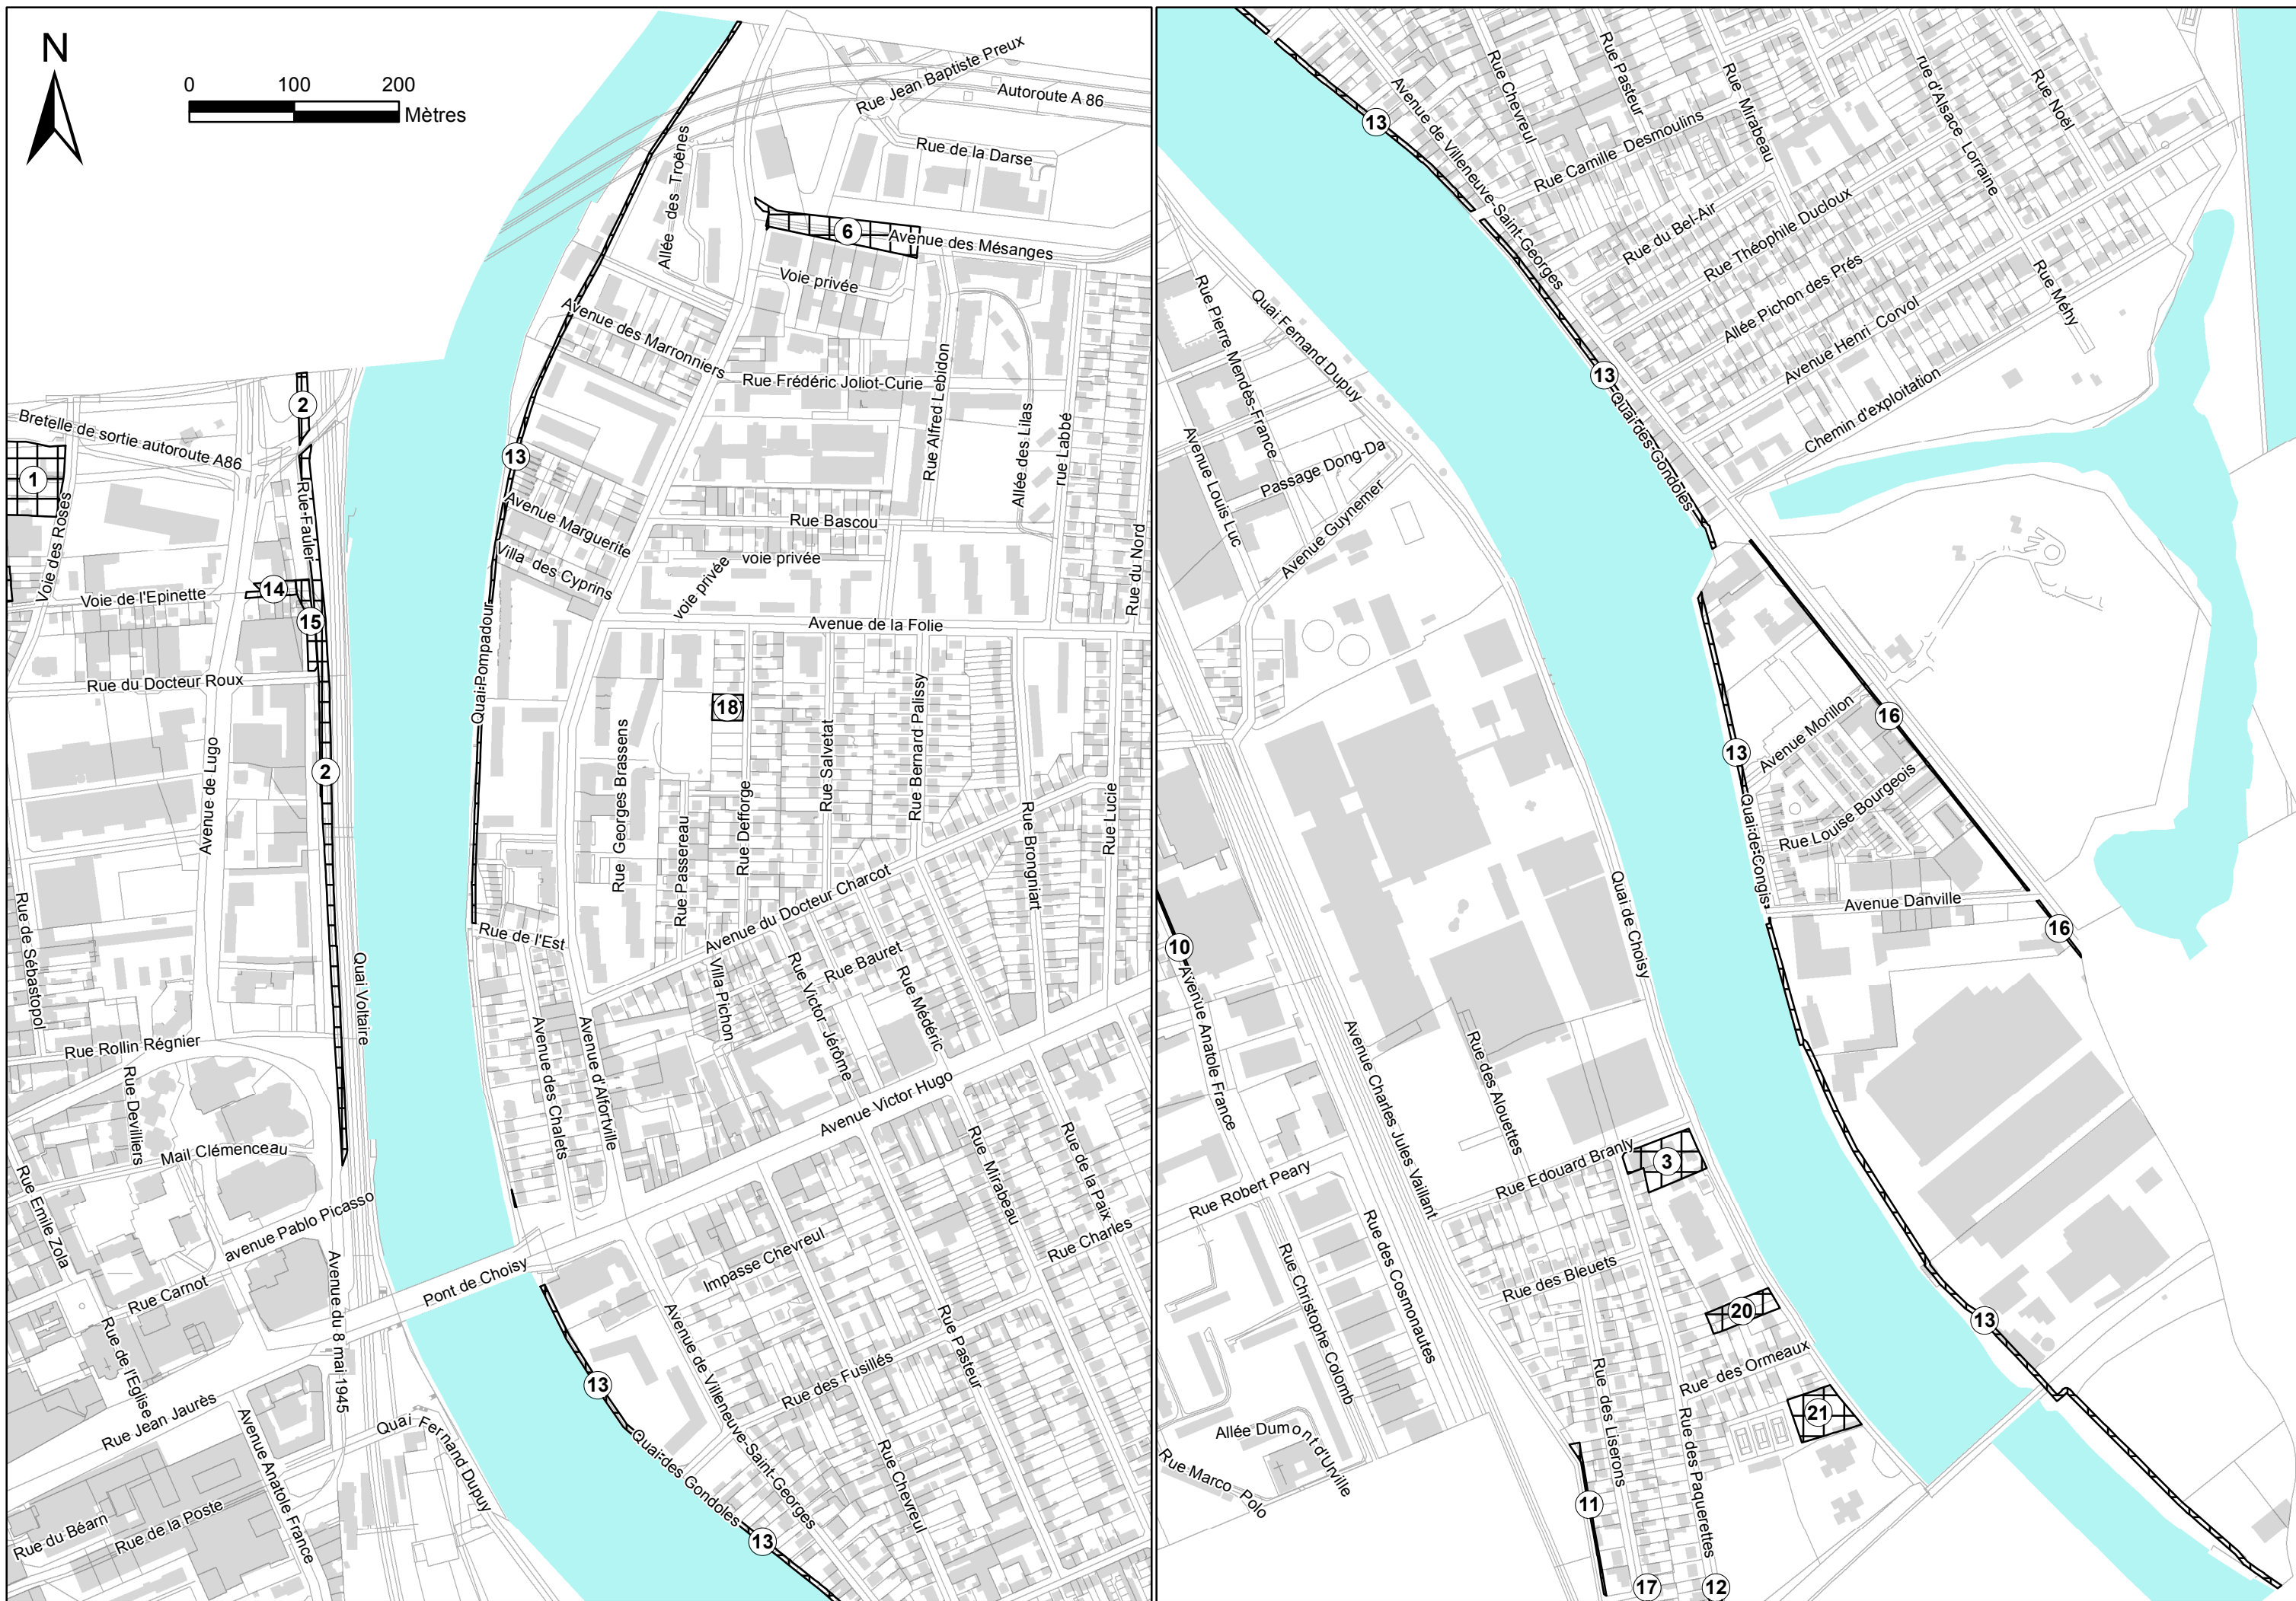 N
0 100 200
Mètres
Rue Jean Baptiste Preux
Autoroute A 86
Rue de la Darse
Allée des Troënes
6
Avenue des Mésanges
Voie privée
Avenue des Marronniers
Rue Frédéric Joliot-Curie
Rue Alfred Lebidon
Allée des Lilas
rue Labbé
2
Bretelle de sortie autoroute A86
1
Voie des Roses
Rue Fauler
13
Avenue Marguerite
Rue Bascou
Villa des Cyprins
voie privée
voie privée
Rue du Nord
14
Voie de l'Epinette
15
Avenue de la Folie
Rue du Docteur Roux
Quai Pompadour
18
2
Avenue de Lugo
Rue Georges Brassens
Rue Passereau
Rue Defforge
Rue Salvetat
Rue Bernard Palissy
Rue Brongniart
Rue Lucie
Rue de Sébastopol
Quai Voltaire
Rue de l'Est
Avenue du Docteur Charcot
Villa Pichon
Rue Victor Jérôme
Rue Bauret
Rue Médéric
Rue Rollin Régnier
Rue Devilliers
Avenue des Chalets
Avenue d'Alfortville
Avenue Victor Hugo
Mail Clémenceau
Rue Emile Zola
avenue Pablo Picasso
Rue Mirabeau
Rue de la Paix
Rue Charles
Impasse Chevreul
Pont de Choisy
Rue Carnot
Rue de l'Eglise
Avenue du 8 mai 1945
Rue Jean Jaurès
13
Avenue de Villeneuve-Saint-Georges
Rue des Fusillés
Rue Pasteur
Quai Fernand Dupuy
Avenue Anatole France
Quai des Gondoles
Rue Chevreul
Rue du Béarn
Rue de la Poste
13
Rue Chevreul
Rue Pasteur
Rue Mirabeau
rue d'Alsace Lorraine
Rue Noël
Avenue de Villeneuve-Saint-Georges
13
Rue Camille Desmoulins
Rue du Bel-Air
Rue Théophile Ducloux
Allée Pichon des Prés
Avenue Henri Corvol
Rue Méhy
Chemin d'exploitation
Rue Pierre Mendés-France
Quai Fernand Dupuy
13
Quai des Gondoles
Avenue Louis Luc
Passage Dong-Da
Avenue Guynemer
16
Avenue Morillon
13
Rue Louise Bourgeois
Quai de Congis
Avenue Danville
16
10
Avenue Anatole France
Quai de Choisy
Avenue Charles Jules Vaillant
Rue des Alouettes
3
Rue Edouard Branly
Rue Robert Peary
Rue Christophe Colomb
Rue des Cosmonautes
Rue des Bleuets
20
13
Rue des Ormeaux
21
Rue des Liserons
Rue des Paquerettes
Allée Dumont d'Urville
Rue Marco Polo
11
17
12